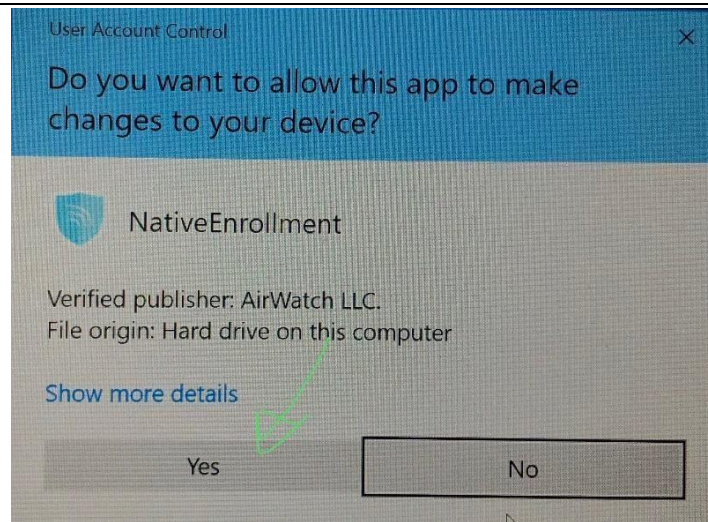 User Account Control
Do you want to allow this app to make
changes to your device?
NativeEnrollment
Verified publisher: AirWatch LLC.
File origin: Hard drive on this computer
Show more details
Yes
No